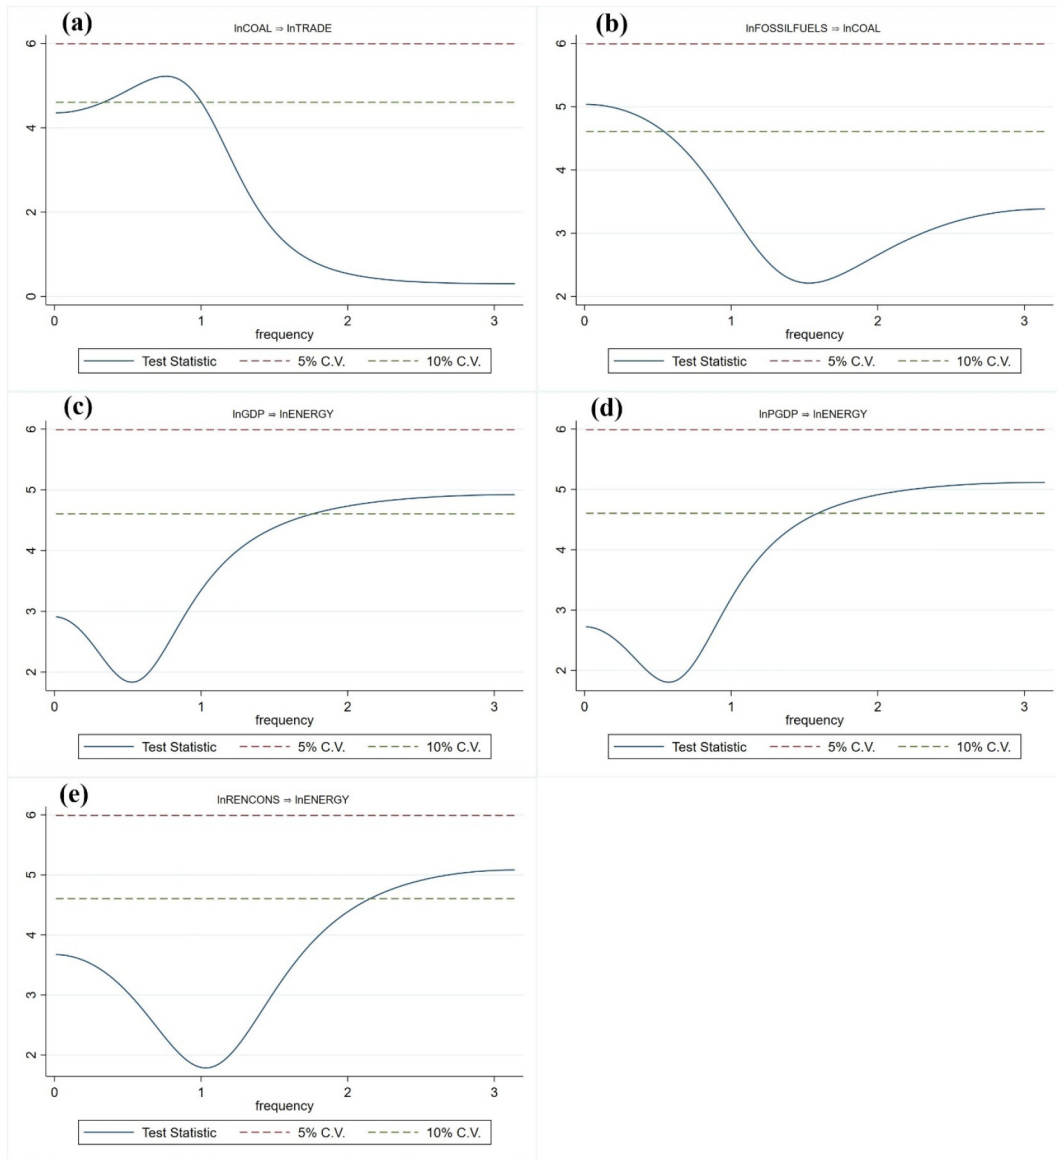 (a)
lnCOAL ⇒ lnTRADE
6
4
2
0
0 1 2 3
frequency
Test Statistic 5% C.V. 10% C.V.
(b)
lnFOSSILFUELS ⇒ lnCOAL
6
5
4
3
2
0 1 2 3
frequency
Test Statistic 5% C.V. 10% C.V.
(c)
lnGDP ⇒ lnENERGY
6
5
4
3
2
0 1 2 3
frequency
Test Statistic 5% C.V. 10% C.V.
(d)
lnPGDP ⇒ lnENERGY
6
5
4
3
2
0 1 2 3
frequency
Test Statistic 5% C.V. 10% C.V.
(e)
lnRENCONS ⇒ lnENERGY
6
5
4
3
2
0 1 2 3
frequency
Test Statistic 5% C.V. 10% C.V.